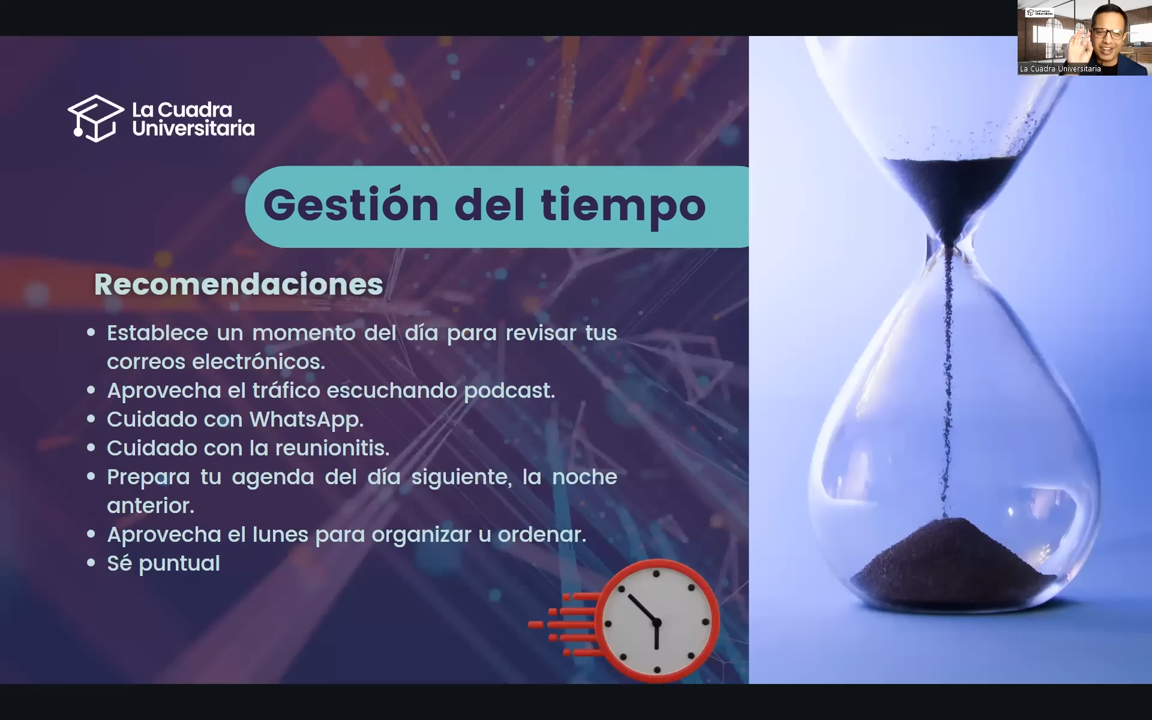 La Cuadra Universitaria
La Cuadra
Universitaria
Gestión del tiempo
Recomendaciones
• Establece un momento del día para revisar tus
correos electrónicos.
• Aprovecha el tráfico escuchando podcast.
• Cuidado con WhatsApp.
• Cuidado con la reunionitis.
• Prepara tu agenda del día siguiente, la noche
anterior.
• Aprovecha el lunes para organizar u ordenar.
• Sé puntual